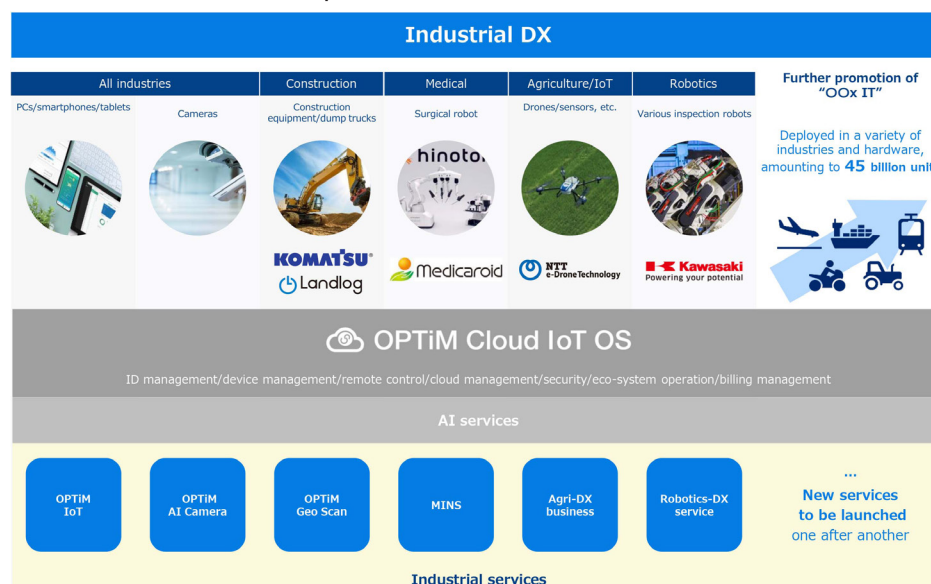 Industrial DX
All industries
Construction
Medical
Agriculture/IoT
Robotics
Further promotion of
“OOx IT”
PCs/smartphones/tablets
Cameras
Construction
equipment/dump trucks
Surgical robot
Drones/sensors, etc.
Various inspection robots
Deployed in a variety of
industries and hardware,
amounting to 45 billion unit
hinoto
KOMATSU
Landlog
Medicaroid
NTT
e-Drone Technology
Kawasaki
Powering your potential
OPTiM Cloud IoT OS
ID management/device management/remote control/cloud management/security/eco-system operation/billing management
AI services
OPTiM
IoT
OPTiM
AI Camera
OPTiM
Geo Scan
MINS
Agri-DX
business
Robotics-DX
service
...
New services
to be launched
one after another
Industrial services